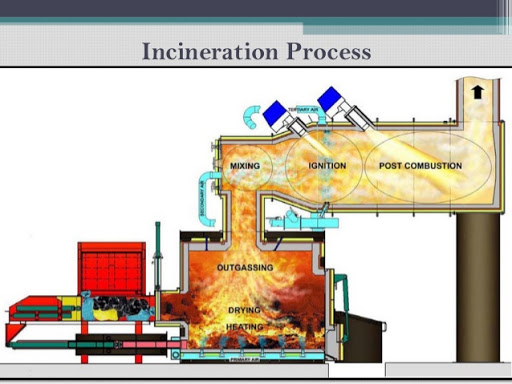 Incineration Process
TERTIARY AIR
MIXING
IGNITION
POST COMBUSTION
SECONDARY AIR
OUTGASSING
DRYING
HEATING
PRIMARY AIR